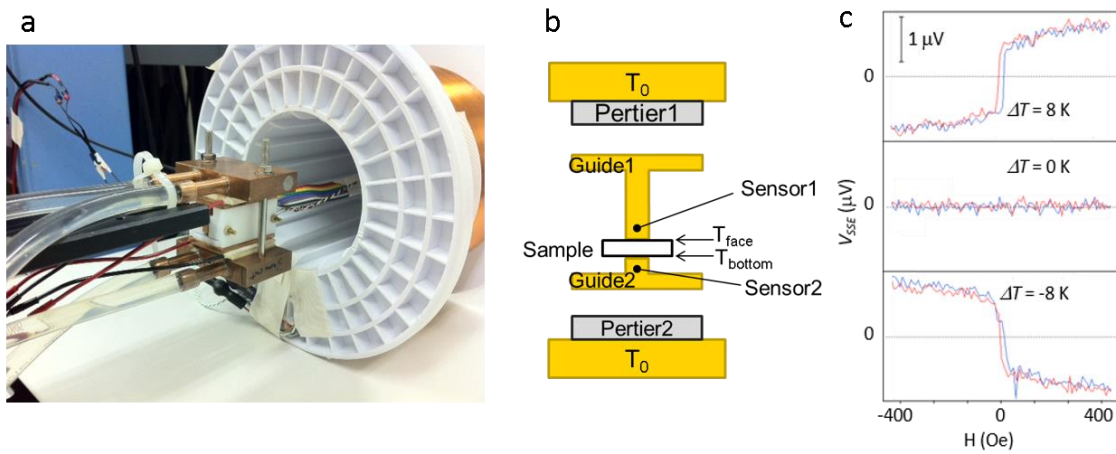 a
b
T0
Pertier1
Guide1
Sensor1
Tface
Sample
Tbottom
Guide2
Sensor2
Pertier2
T0
c
1 μV
0
ΔT = 8 K
ΔT = 0 K
0
VSSE (μV)
ΔT = -8 K
0
-400
0
400
H (Oe)